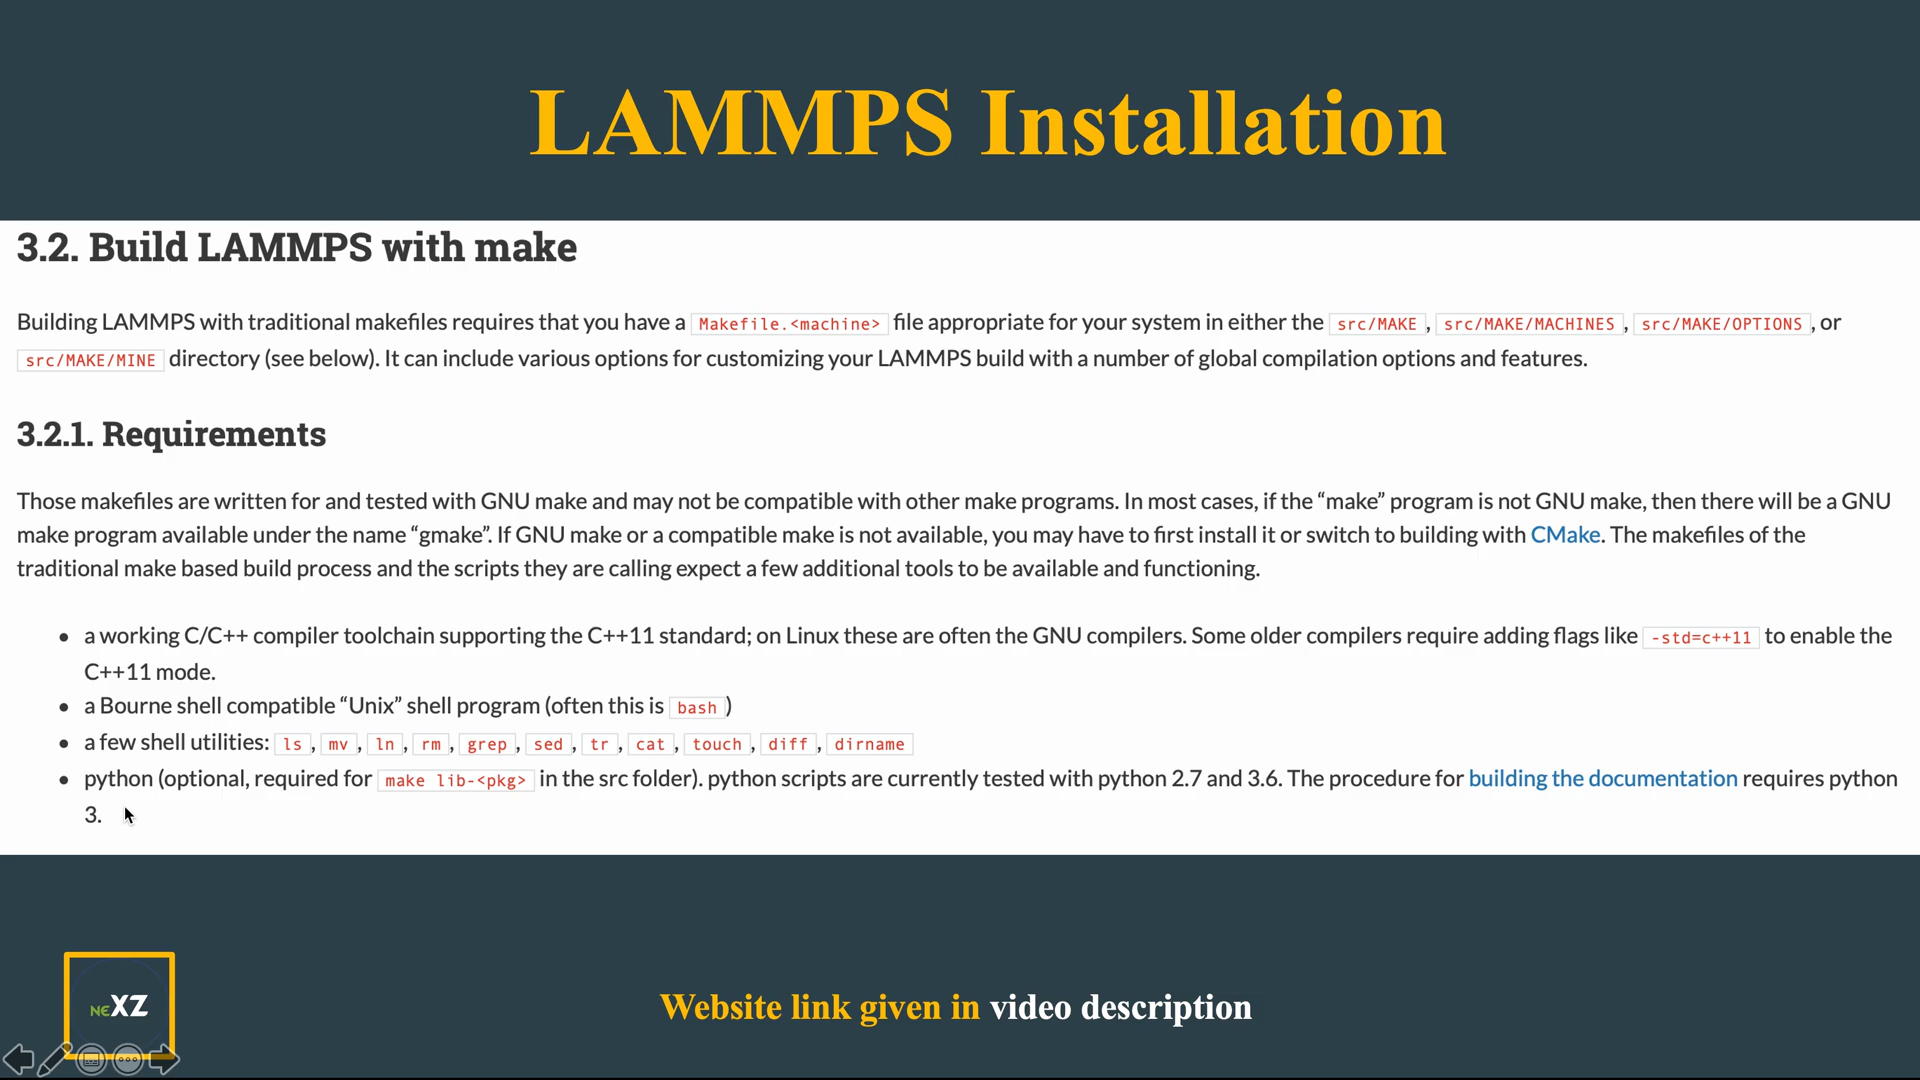 LAMMPS Installation
3.2. Build LAMMPS with make
Building LAMMPS with traditional makefiles requires that you have a Makefile.<machine> file appropriate for your system in either the src/MAKE , src/MAKE/MACHINES , src/MAKE/OPTIONS , or
src/MAKE/MINE directory (see below). It can include various options for customizing your LAMMPS build with a number of global compilation options and features.
3.2.1. Requirements
Those makefiles are written for and tested with GNU make and may not be compatible with other make programs. In most cases, if the “make” program is not GNU make, then there will be a GNU
make program available under the name “gmake”. If GNU make or a compatible make is not available, you may have to first install it or switch to building with CMake. The makefiles of the
traditional make based build process and the scripts they are calling expect a few additional tools to be available and functioning.
• a working C/C++ compiler toolchain supporting the C++11 standard; on Linux these are often the GNU compilers. Some older compilers require adding flags like -std=c++11 to enable the
C++11 mode.
• a Bourne shell compatible “Unix” shell program (often this is bash )
• a few shell utilities: ls , mv , ln , rm , grep , sed , tr , cat , touch , diff , dirname
• python (optional, required for make lib-<pkg> in the src folder). python scripts are currently tested with python 2.7 and 3.6. The procedure for building the documentation requires python
3.
NEXZ
Website link given in video description